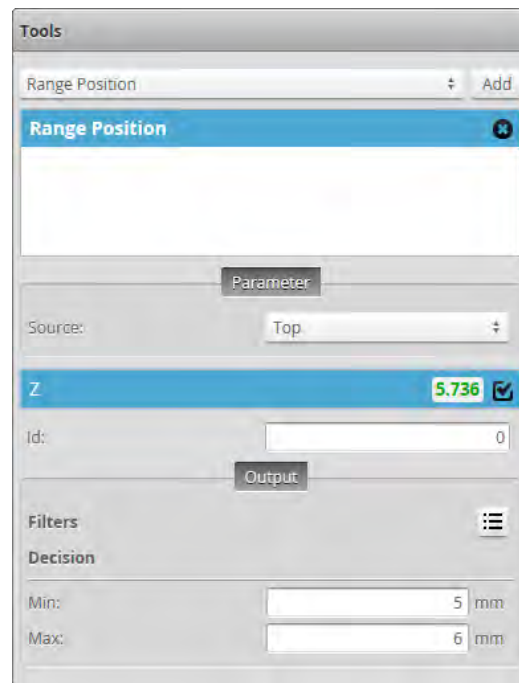 Tools
Range Position Add
Range Position
Parameter
Source: Top
Z 5.736
Id: 0
Output
Filters
Decision
Min: 5 mm
Max: 6 mm